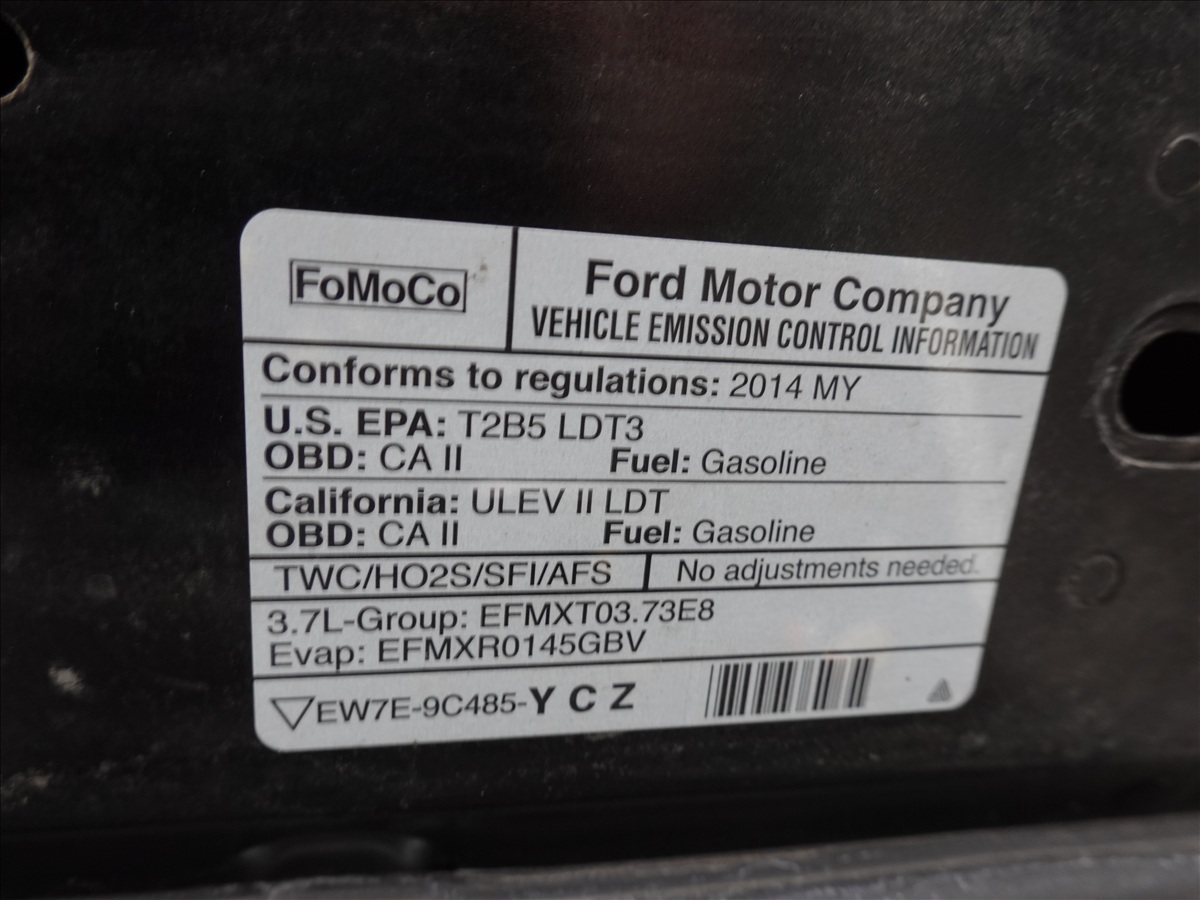 FoMoCo
Ford Motor Company
VEHICLE EMISSION CONTROL INFORMATION
Conforms to regulations: 2014 MY
U.S. EPA: T2B5 LDT3
OBD: CA II Fuel: Gasoline
California: ULEV II LDT
OBD: CA II Fuel: Gasoline
TWC/HO2S/SFI/AFS No adjustments needed.
3.7L-Group: EFMXT03.73E8
Evap: EFMXR0145GBV
EW7E-9C485-Y C Z